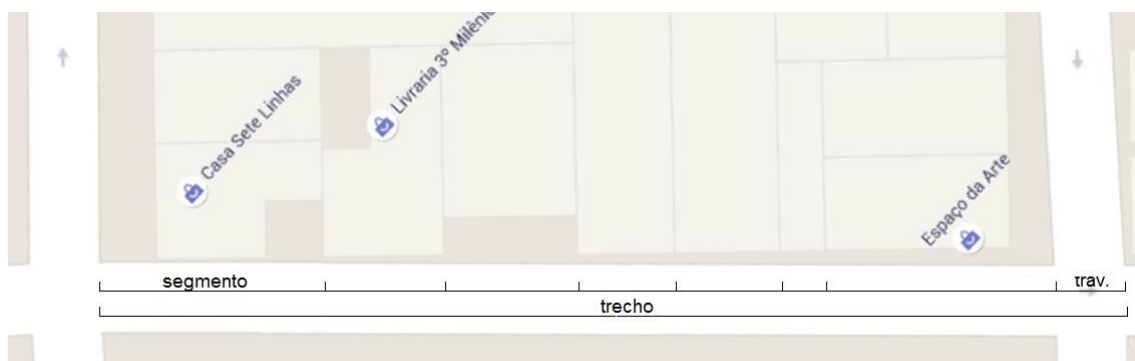 Livraria 3º Milênio
Casa Sete Linhas
Espaço da Arte
segmento
trav.
trecho